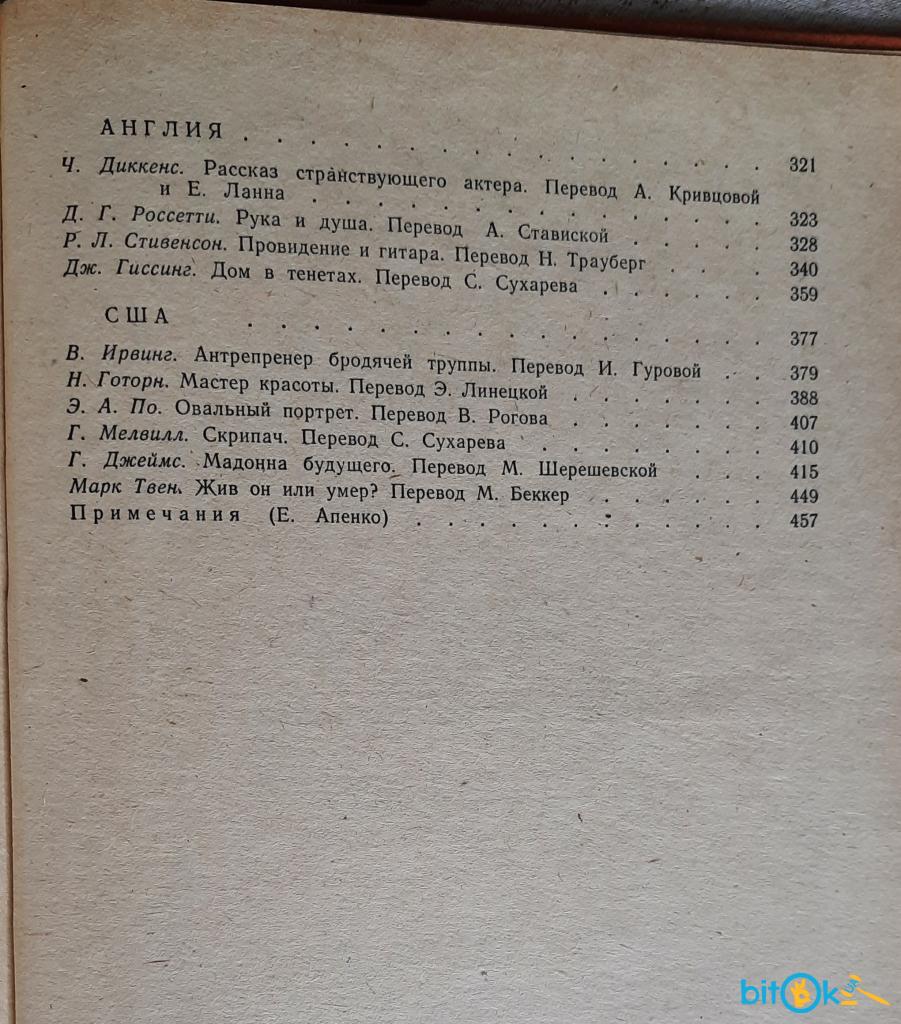 АНГЛИЯ . . . . . . . . . . . . . . . . 321
Ч. Диккенс. Рассказ странствующего актера. Перевод А. Кривцовой
и Е. Ланна . . . . . . . . . . . . . . 323
Д. Г. Россетти. Рука и душа. Перевод А. Ставиской . . . . . 328
Р. Л. Стивенсон. Провидение и гитара. Перевод Н. Трауберг . . . 340
Дж. Гиссинг. Дом в тенетах. Перевод С. Сухарева . . . . . . 359
США . . . . . . . . . . . . . . . . 377
В. Ирвинг. Антрепренер бродячей труппы. Перевод И. Гуровой . . 379
Н. Готорн. Мастер красоты. Перевод Э. Линецкой . . . . . . . 388
Э. А. По. Овальный портрет. Перевод В. Рогова . . . . . . . 407
Г. Мелвилл. Скрипач. Перевод С. Сухарева . . . . . . . . 410
Г. Джеймс. Мадонна будущего. Перевод М. Шерешевской . . . 415
Марк Твен. Жив он или умер? Перевод М. Беккер . . . . . . 449
Примечания (Е. Апенко) . . . . . . . . . . . . 457
bitOk UA